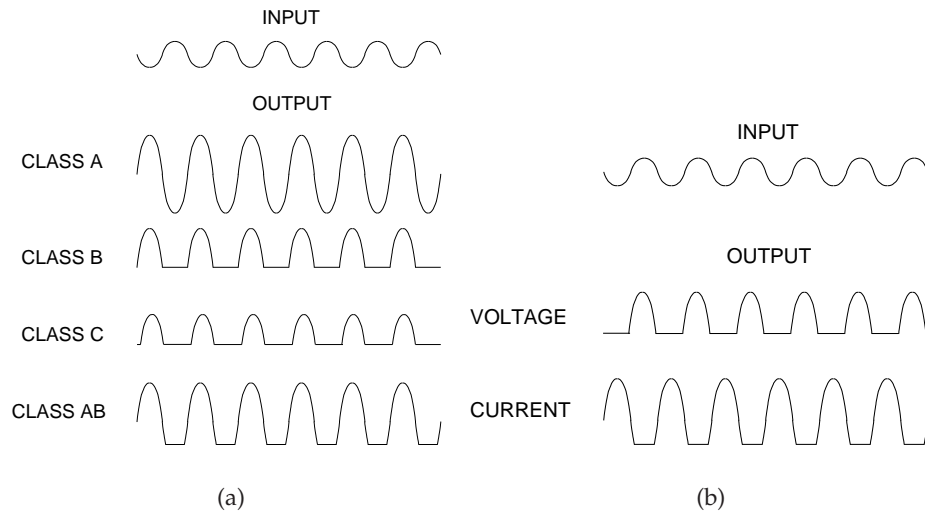 INPUT
OUTPUT
CLASS A
CLASS B
CLASS C
CLASS AB
(a)
INPUT
OUTPUT
VOLTAGE
CURRENT
(b)